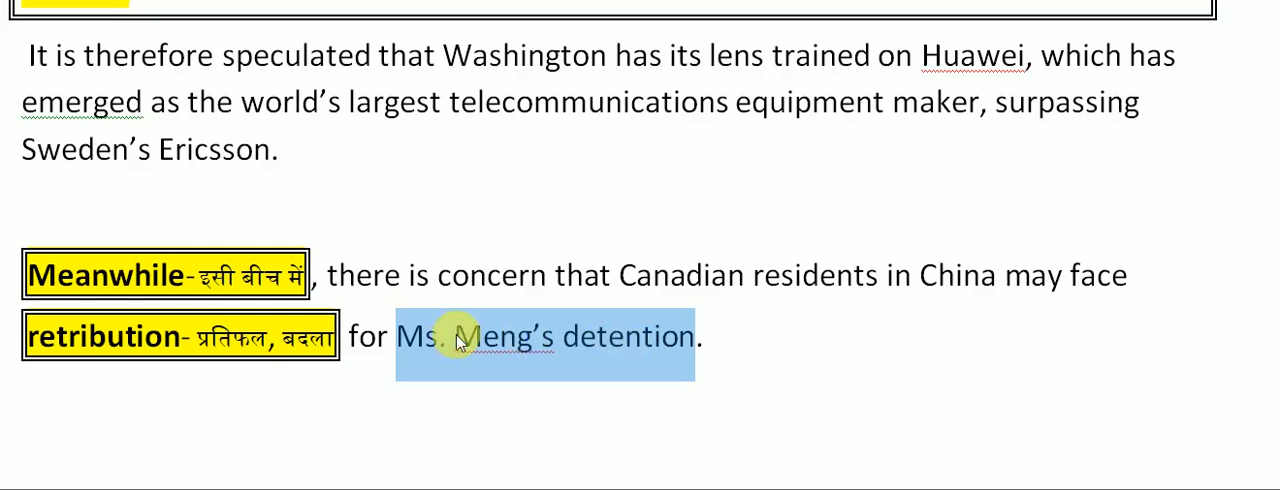 It is therefore speculated that Washington has its lens trained on Huawei, which has
emerged as the world’s largest telecommunications equipment maker, surpassing
Sweden’s Ericsson.
Meanwhile- इसी बीच में, there is concern that Canadian residents in China may face
retribution- प्रतिफल, बदला for Ms. Meng’s detention.